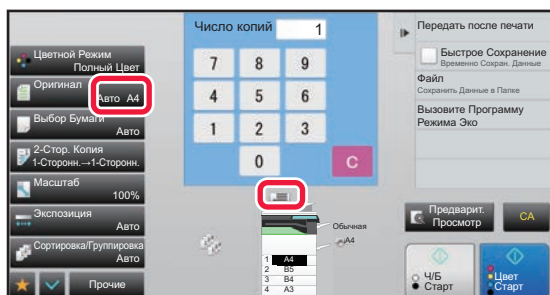 Число копий 1
Передать после печати
Быстрое Сохранение
Временно Сохран. Данные
Файл
Сохранить Данные в Папке
Вызовите Программу
Режима Эко
Цветной Режим
Полный Цвет
Оригинал
Авто A4
Выбор Бумаги
Авто
2-Стор. Копия
1-Сторонн.→1-Сторонн.
Масштаб
100%
Экспозиция
Авто
Сортировка/Группировка
Авто
Прочие
7 8 9
4 5 6
1 2 3
0 C
Обычная
A4
1 A4
2 B5
3 B4
4 A3
Предварит.
Просмотр
CA
Ч/Б
Старт
Цвет
Старт